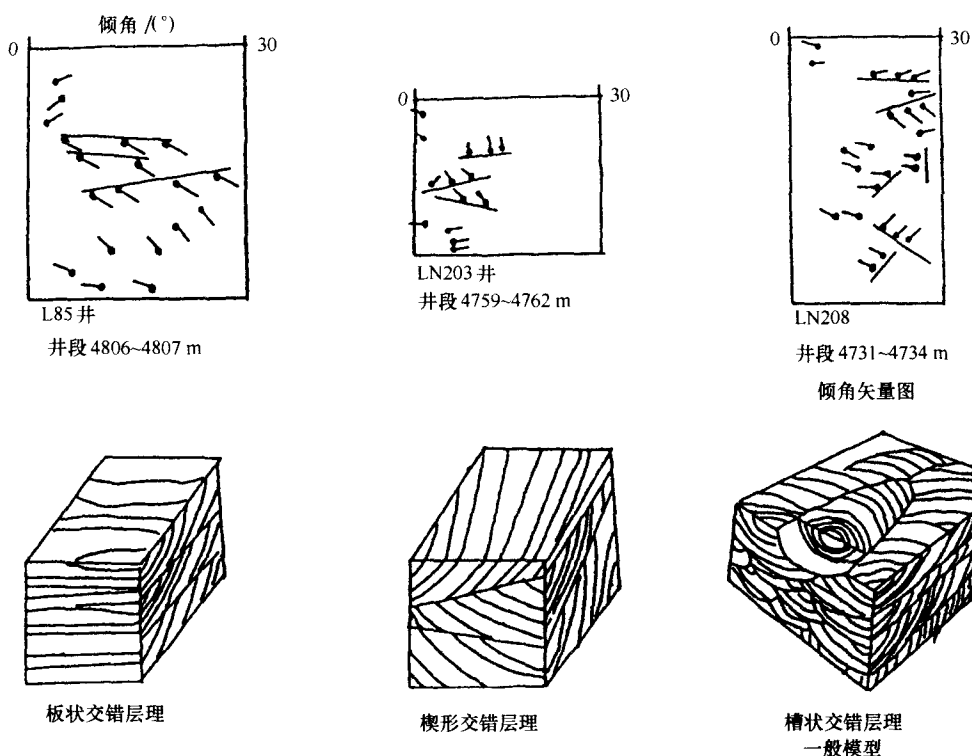 倾角 /(°)
0
30
L85 井
井段 4806~4807 m
0
30
LN203 井
井段 4759~4762 m
0
30
LN208
井段 4731~4734 m
倾角矢量图
板状交错层理
楔形交错层理
槽状交错层理
一般模型